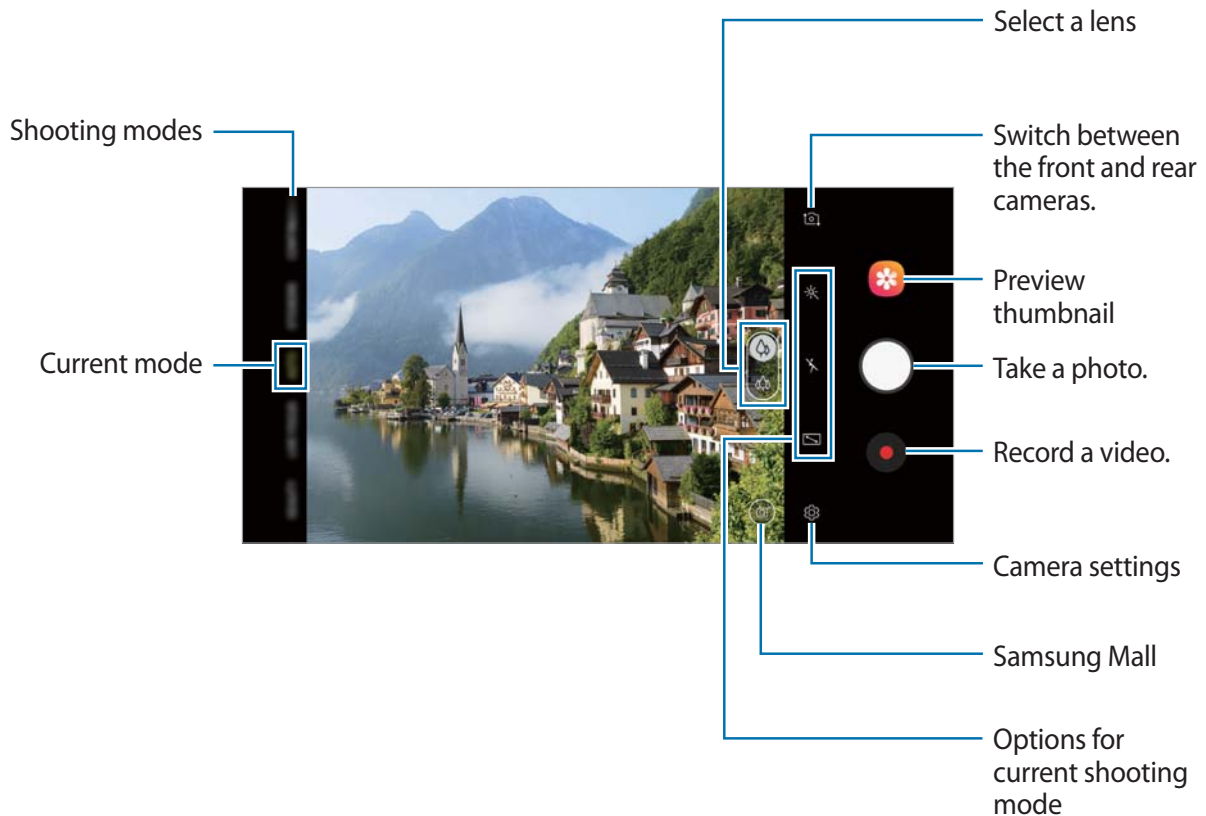 Select a lens
Shooting modes
Switch between
the front and rear
cameras.
Preview
thumbnail
Current mode
Take a photo.
Record a video.
Camera settings
Samsung Mall
Options for
current shooting
mode